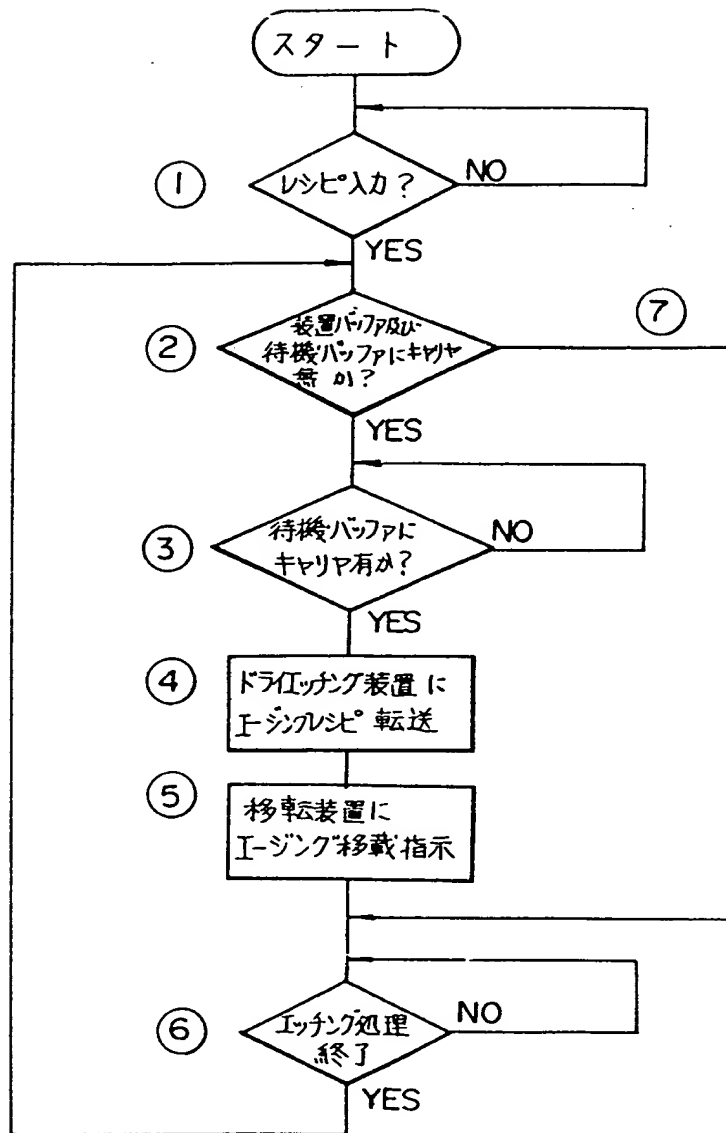 スタート
① レシピ入力? NO
YES
⑦
② 装置バッファ及び
待機バッファにキャリヤ
無か?
YES
③ 待機バッファに
キャリヤ有か? NO
YES
④ ドライエッチング装置に
エージングレシピ転送
⑤ 移転装置に
エージング移載指示
⑥ エッチング処理
終了 NO
YES